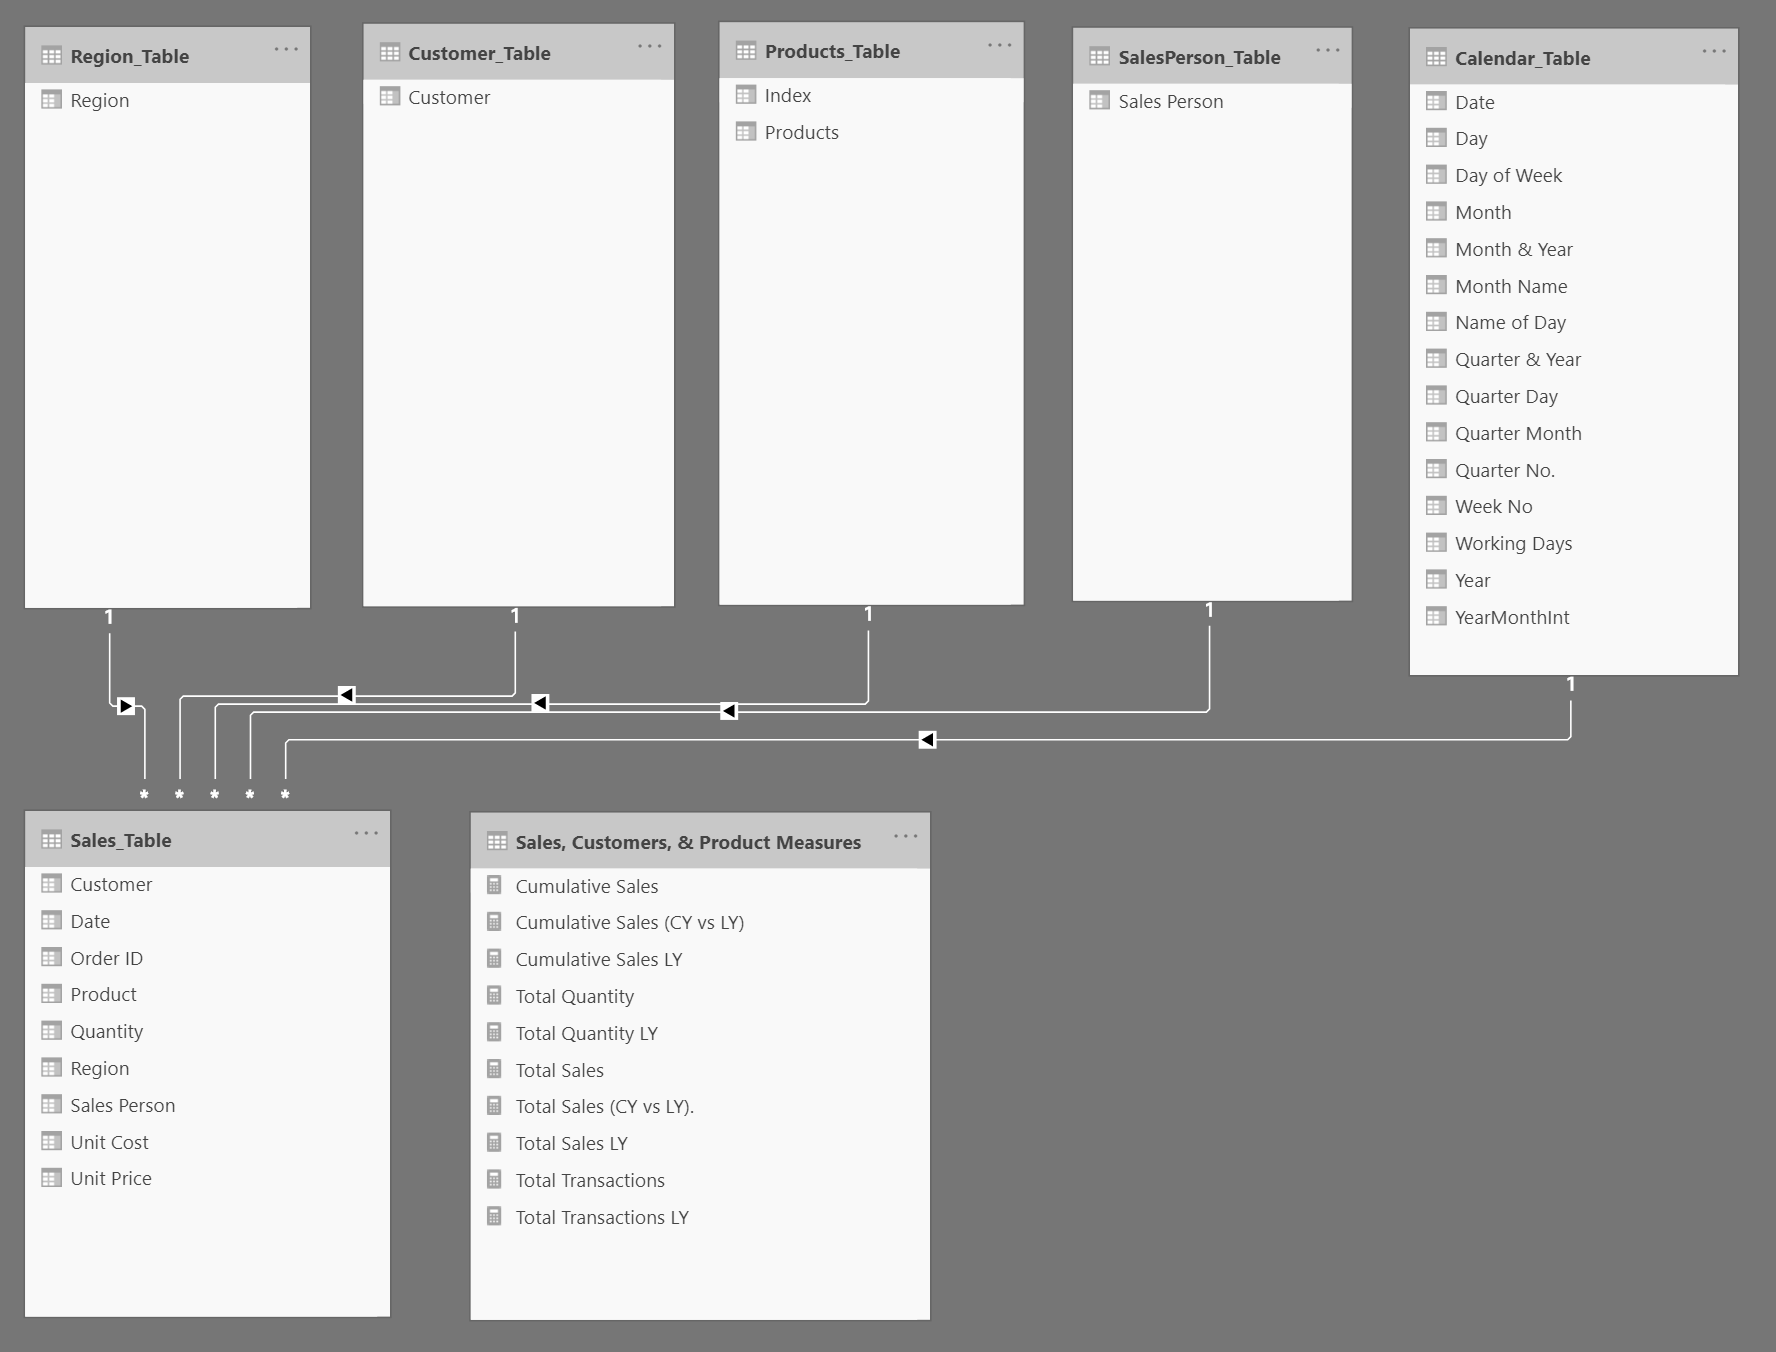 Region_Table
Region
Customer_Table
Customer
Products_Table
Index
Products
SalesPerson_Table
Sales Person
Calendar_Table
Date
Day
Day of Week
Month
Month & Year
Month Name
Name of Day
Quarter & Year
Quarter Day
Quarter Month
Quarter No.
Week No
Working Days
Year
YearMonthInt
1
1
1
1
1
*
*
*
*
*
Sales_Table
Customer
Date
Order ID
Product
Quantity
Region
Sales Person
Unit Cost
Unit Price
Sales, Customers, & Product Measures
Cumulative Sales
Cumulative Sales (CY vs LY)
Cumulative Sales LY
Total Quantity
Total Quantity LY
Total Sales
Total Sales (CY vs LY).
Total Sales LY
Total Transactions
Total Transactions LY